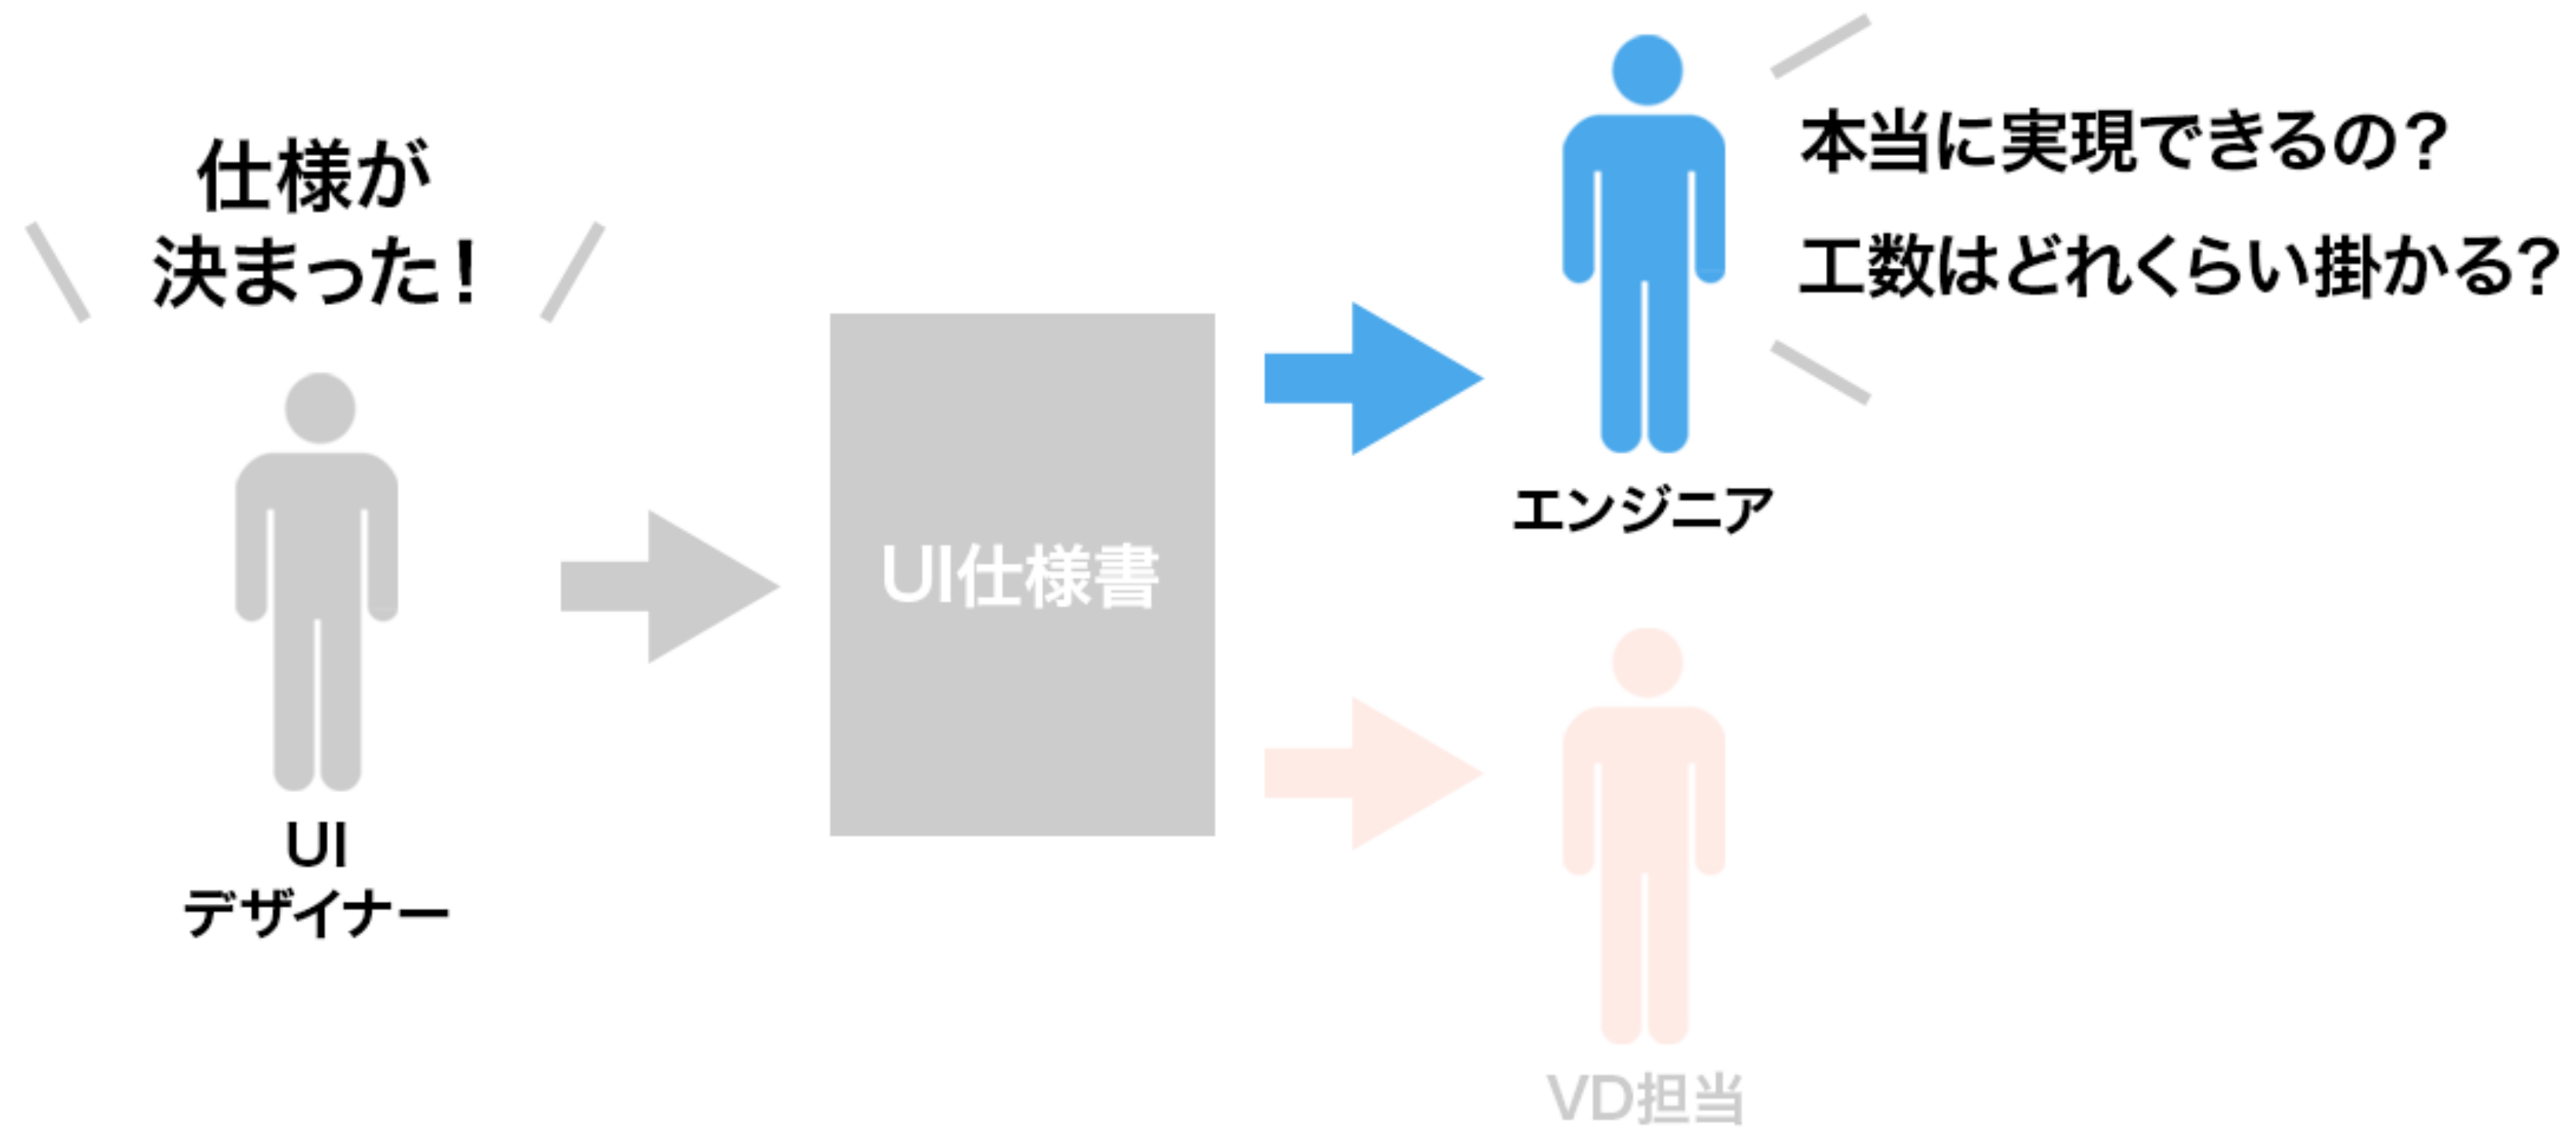 仕様が
決まった！
UI
デザイナー
UI仕様書
本当に実現できるの？
工数はどれくらい掛かる？
エンジニア
VD担当